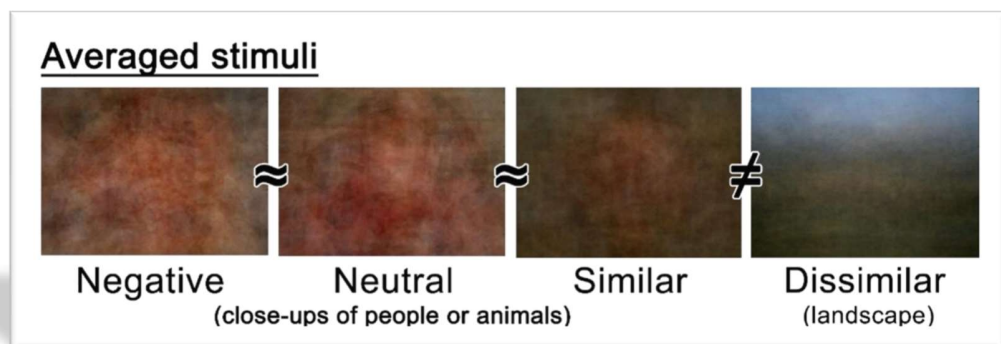 Averaged stimuli
≈ ≈ ≠
Negative Neutral Similar Dissimilar
(close-ups of people or animals) (landscape)